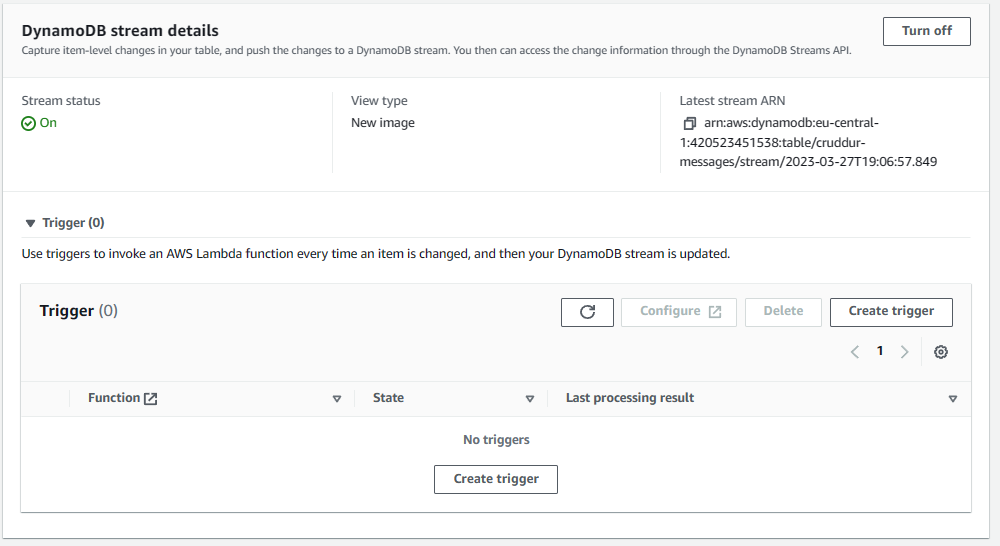 DynamoDB stream details
Turn off
Capture item-level changes in your table, and push the changes to a DynamoDB stream. You then can access the change information through the DynamoDB Streams API.
Stream status
On
View type
New image
Latest stream ARN
arn:aws:dynamodb:eu-central-
1:420523451538:table/cruddur-
messages/stream/2023-03-27T19:06:57.849
Trigger (0)
Use triggers to invoke an AWS Lambda function every time an item is changed, and then your DynamoDB stream is updated.
Trigger (0)
Configure
Delete
Create trigger
1
Function
State
Last processing result
No triggers
Create trigger